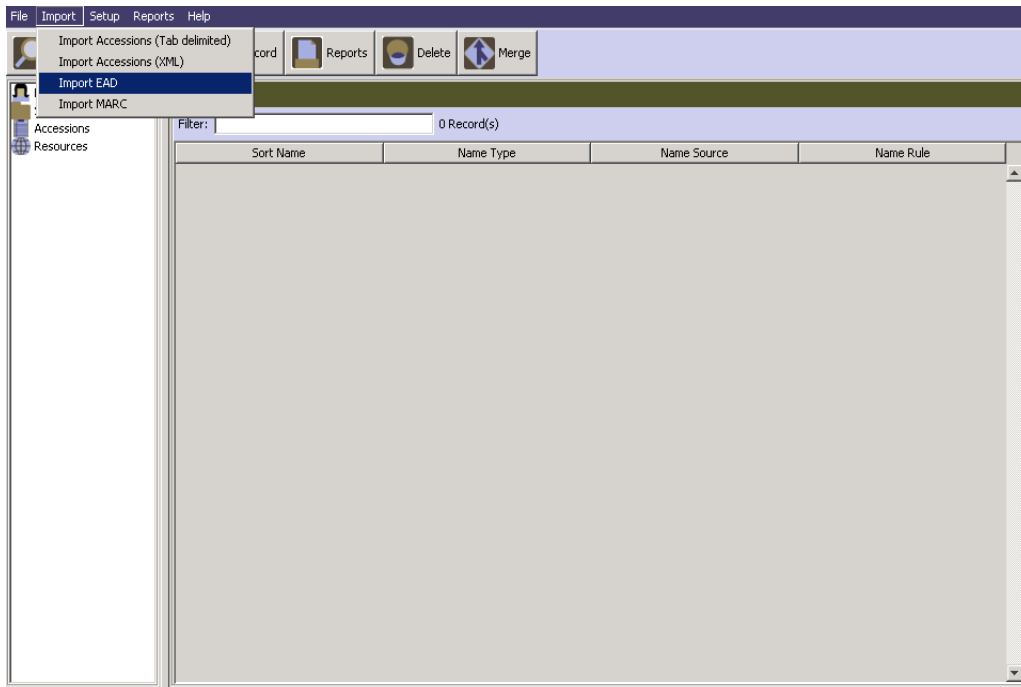 File Import Setup Reports Help
Import Accessions (Tab delimited)
Import Accessions (XML)
Import EAD
Import MARC
cord Reports Delete Merge
Accessions
Resources
Filter: 0 Record(s)
Sort Name Name Type Name Source Name Rule